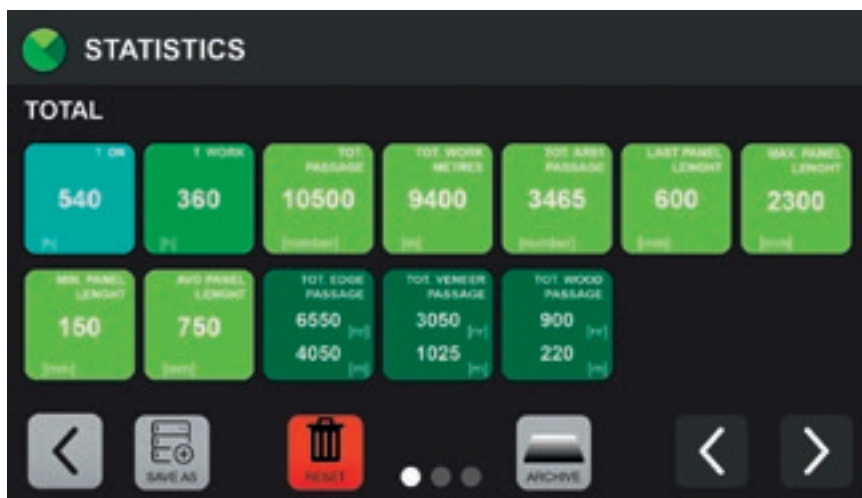 STATISTICS
TOTAL
T ON
540
[h]
T WORK
360
[h]
TOT.
PASSAGE
10500
[number]
TOT. WORK
METRES
9400
[m]
PASSAGE
3465
[number]
LAST PANEL
LENGHT
600
[mm]
MAX. PANEL
LENGHT
2300
[mm]
MIN. PANEL
LENGHT
150
[mm]
AVG PANEL
LENGHT
750
[mm]
TOT. EDGE
PASSAGE
6550 [nr]
4050 [m]
TOT. VENEER
PASSAGE
3050 [nr]
1025 [m]
TOT WOOD
PASSAGE
900 [nr]
220 [m]
SAVE AS
RESET
ARCHIVE